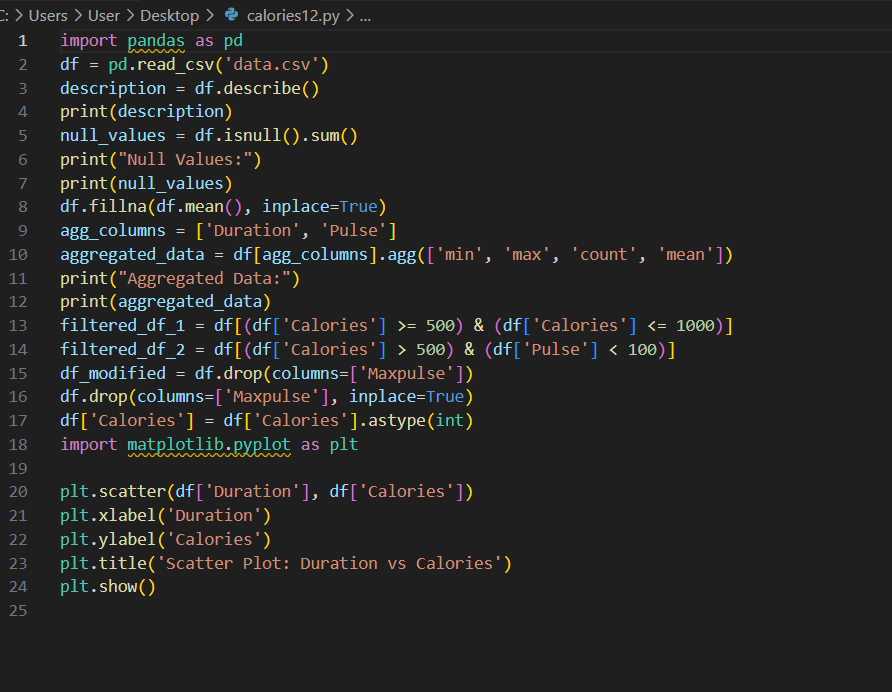 C: > Users > User > Desktop > calories12.py > ...
1 import pandas as pd
2 df = pd.read_csv('data.csv')
3 description = df.describe()
4 print(description)
5 null_values = df.isnull().sum()
6 print("Null Values:")
7 print(null_values)
8 df.fillna(df.mean(), inplace=True)
9 agg_columns = ['Duration', 'Pulse']
10 aggregated_data = df[agg_columns].agg(['min', 'max', 'count', 'mean'])
11 print("Aggregated Data:")
12 print(aggregated_data)
13 filtered_df_1 = df[(df['Calories'] >= 500) & (df['Calories'] <= 1000)]
14 filtered_df_2 = df[(df['Calories'] > 500) & (df['Pulse'] < 100)]
15 df_modified = df.drop(columns=['Maxpulse'])
16 df.drop(columns=['Maxpulse'], inplace=True)
17 df['Calories'] = df['Calories'].astype(int)
18 import matplotlib.pyplot as plt
19
20 plt.scatter(df['Duration'], df['Calories'])
21 plt.xlabel('Duration')
22 plt.ylabel('Calories')
23 plt.title('Scatter Plot: Duration vs Calories')
24 plt.show()
25